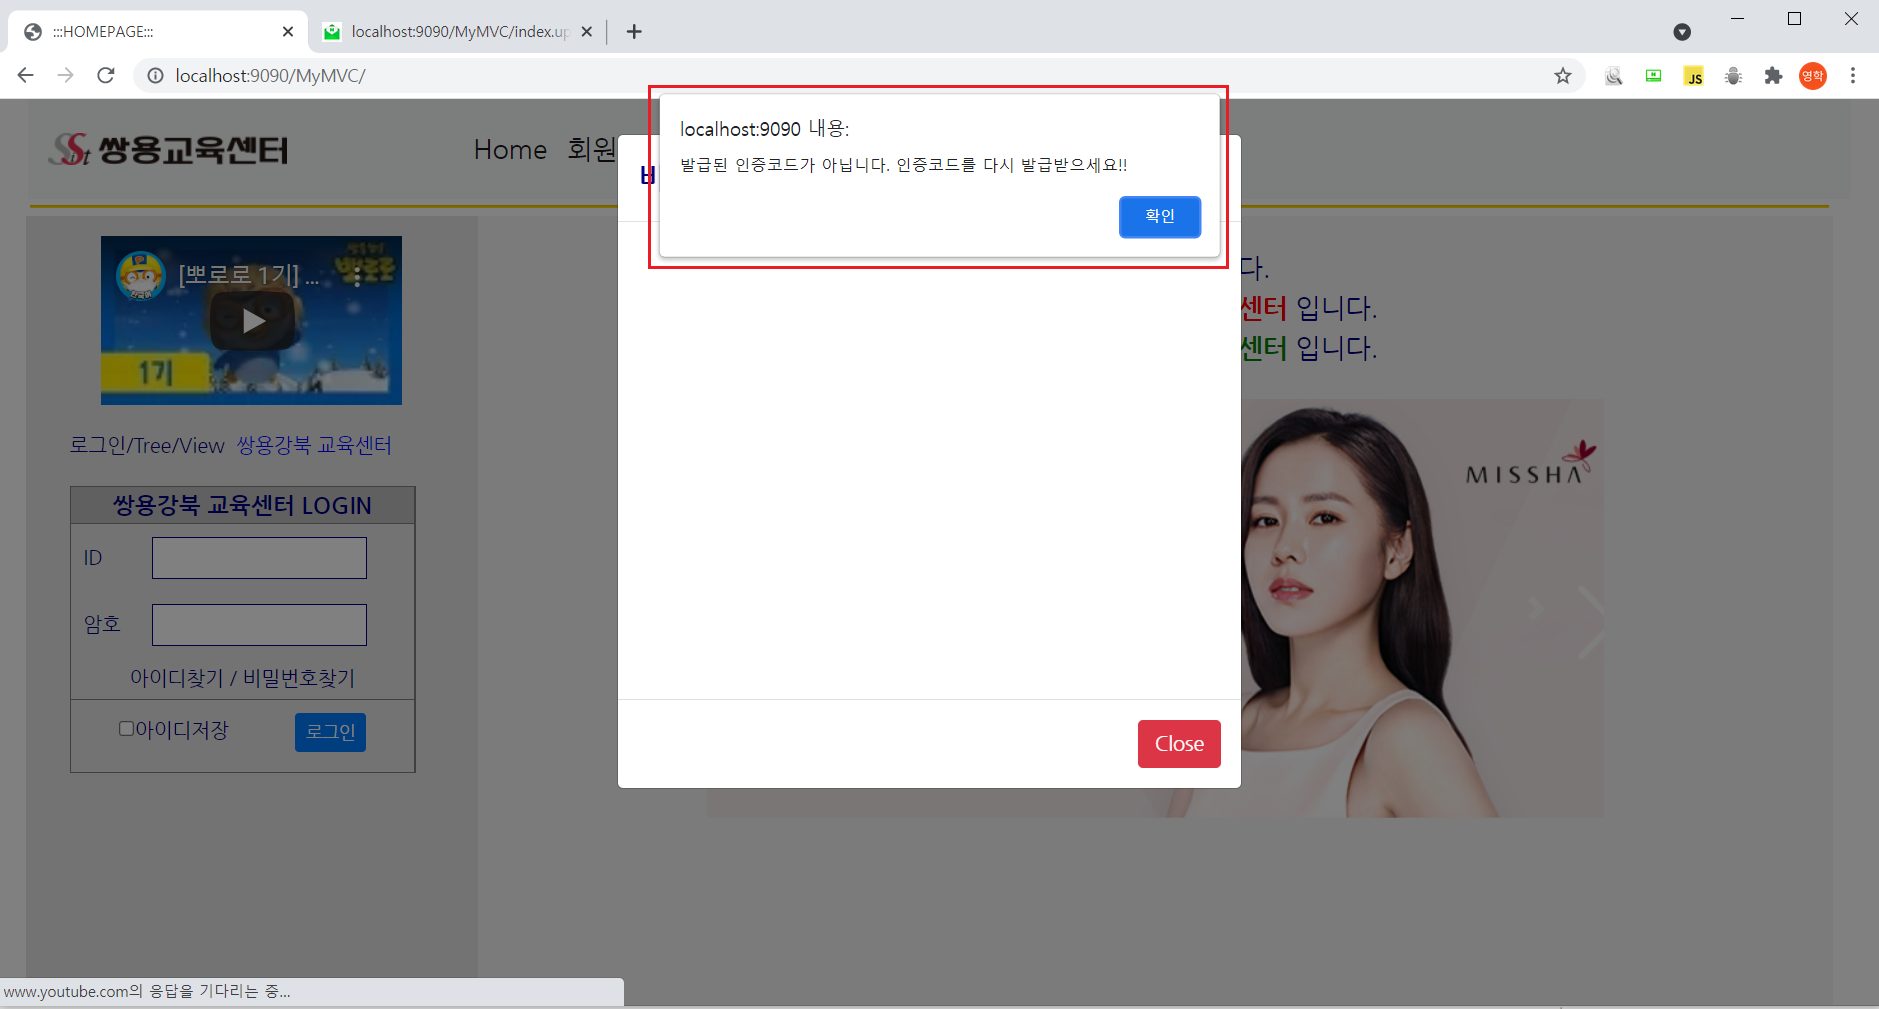 :::HOMEPAGE:::
localhost:9090/MyMVC/index.up
localhost:9090/MyMVC/
JS
영학
쌍용교육센터
Home 회원
localhost:9090 내용:
발급된 인증코드가 아닙니다. 인증코드를 다시 발급받으세요!!
확인
[뽀로로 1기] ...
1기
다.
센터 입니다.
센터 입니다.
로그인/Tree/View 쌍용강북 교육센터
MISSHA
쌍용강북 교육센터 LOGIN
ID
암호
아이디찾기 / 비밀번호찾기
아이디저장
로그인
Close
www.youtube.com의 응답을 기다리는 중...